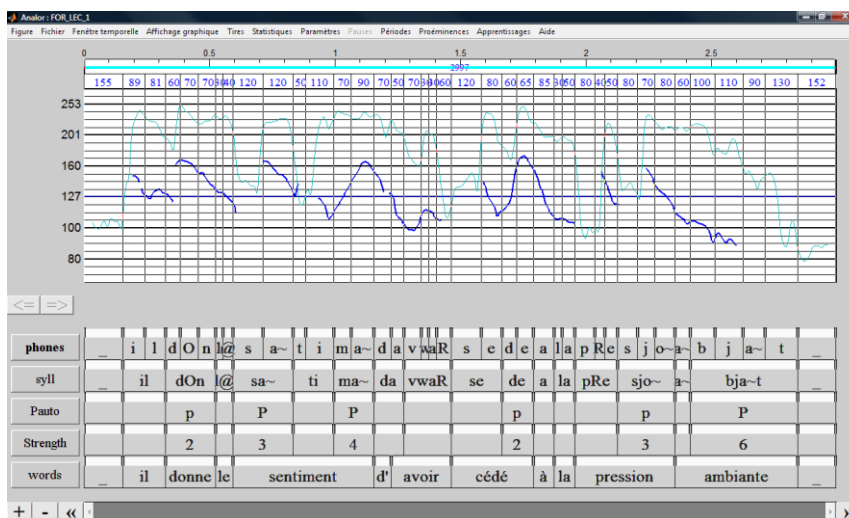 Analor : FOR_LEC_1
Figure Fichier Fenêtre temporelle Affichage graphique Tires Statistiques Paramètres Pauses Périodes Proéminences Apprentissages Aide
0 0.5 1 1.5 2 2.5
2997
155 89 81 60 70 70 120 120 110 70 90 70 50 70 60 120 80 60 65 85 50 80 40 50 80 70 80 60 100 110 90 130 152
253
201
160
127
100
80
<= =>
phones _ i l d O n l @ s a~ t i m a~ d a v w a R s e d e a l a p R e s j o~ a~ b j a~ t _
syll _ il dOn l@ sa~ ti ma~ da vwaR se de a la pRe sjo~ a~ bja~t _
Pauto p P P p p P
Strength 2 3 4 2 3 6
words _ il donne le sentiment d' avoir cédé à la pression ambiante _
+ - «